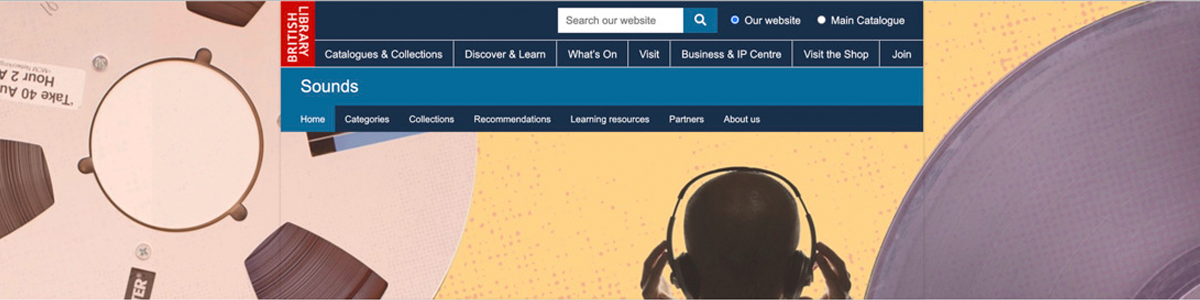 BRITISH
LIBRARY
Search our website
Our website
Main Catalogue
Catalogues & Collections
Discover & Learn
What's On
Visit
Business & IP Centre
Visit the Shop
Join
Sounds
Home
Categories
Collections
Recommendations
Learning resources
Partners
About us
Hour 2 A
Take 40 Au
TER®